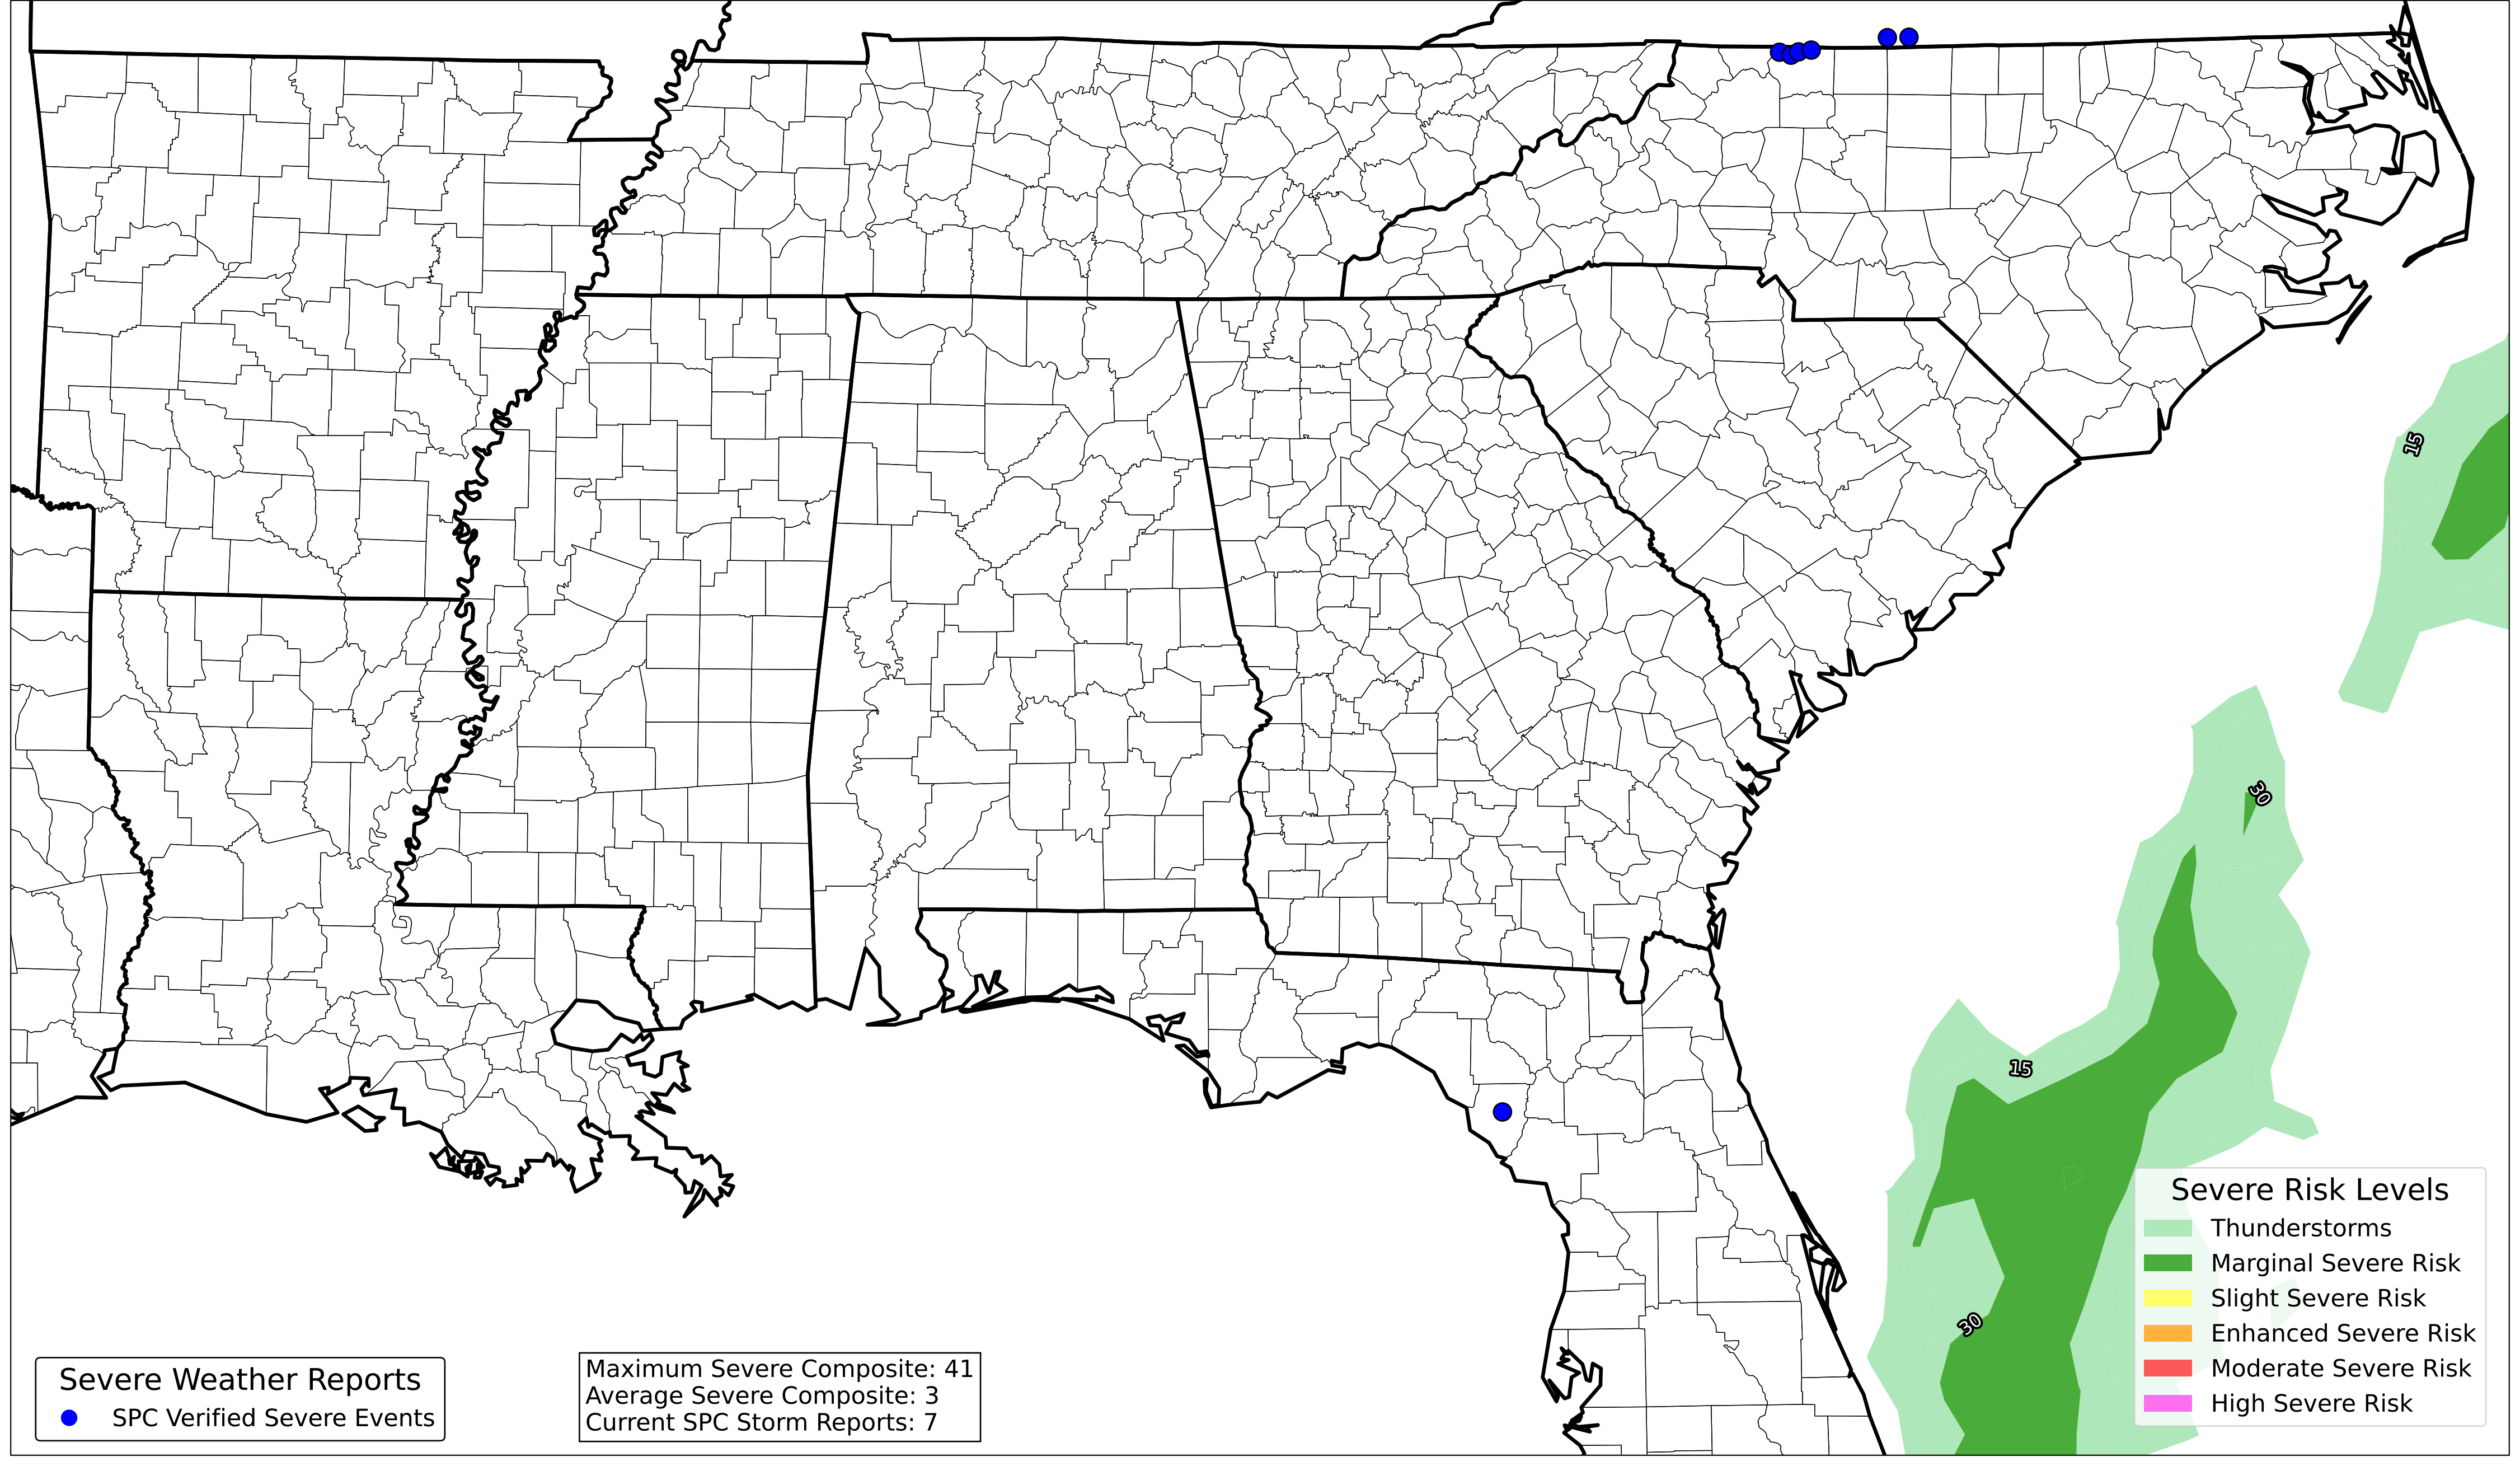 15
30
15
30
Severe Risk Levels
Thunderstorms
Marginal Severe Risk
Slight Severe Risk
Enhanced Severe Risk
Moderate Severe Risk
High Severe Risk
Severe Weather Reports
SPC Verified Severe Events
Maximum Severe Composite: 41
Average Severe Composite: 3
Current SPC Storm Reports: 7